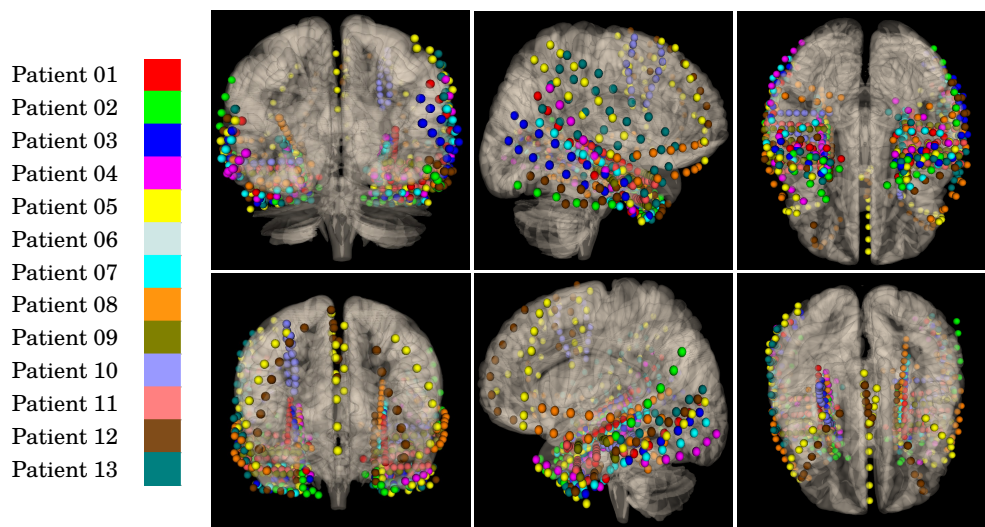 Patient 01
Patient 02
Patient 03
Patient 04
Patient 05
Patient 06
Patient 07
Patient 08
Patient 09
Patient 10
Patient 11
Patient 12
Patient 13